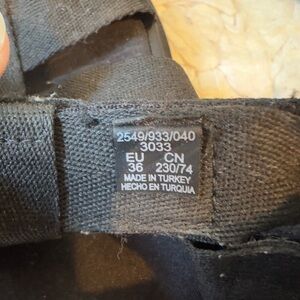 2549/933/040
3033
EU CN
36 230/74
MADE IN TURKEY
HECHO EN TURQUIA